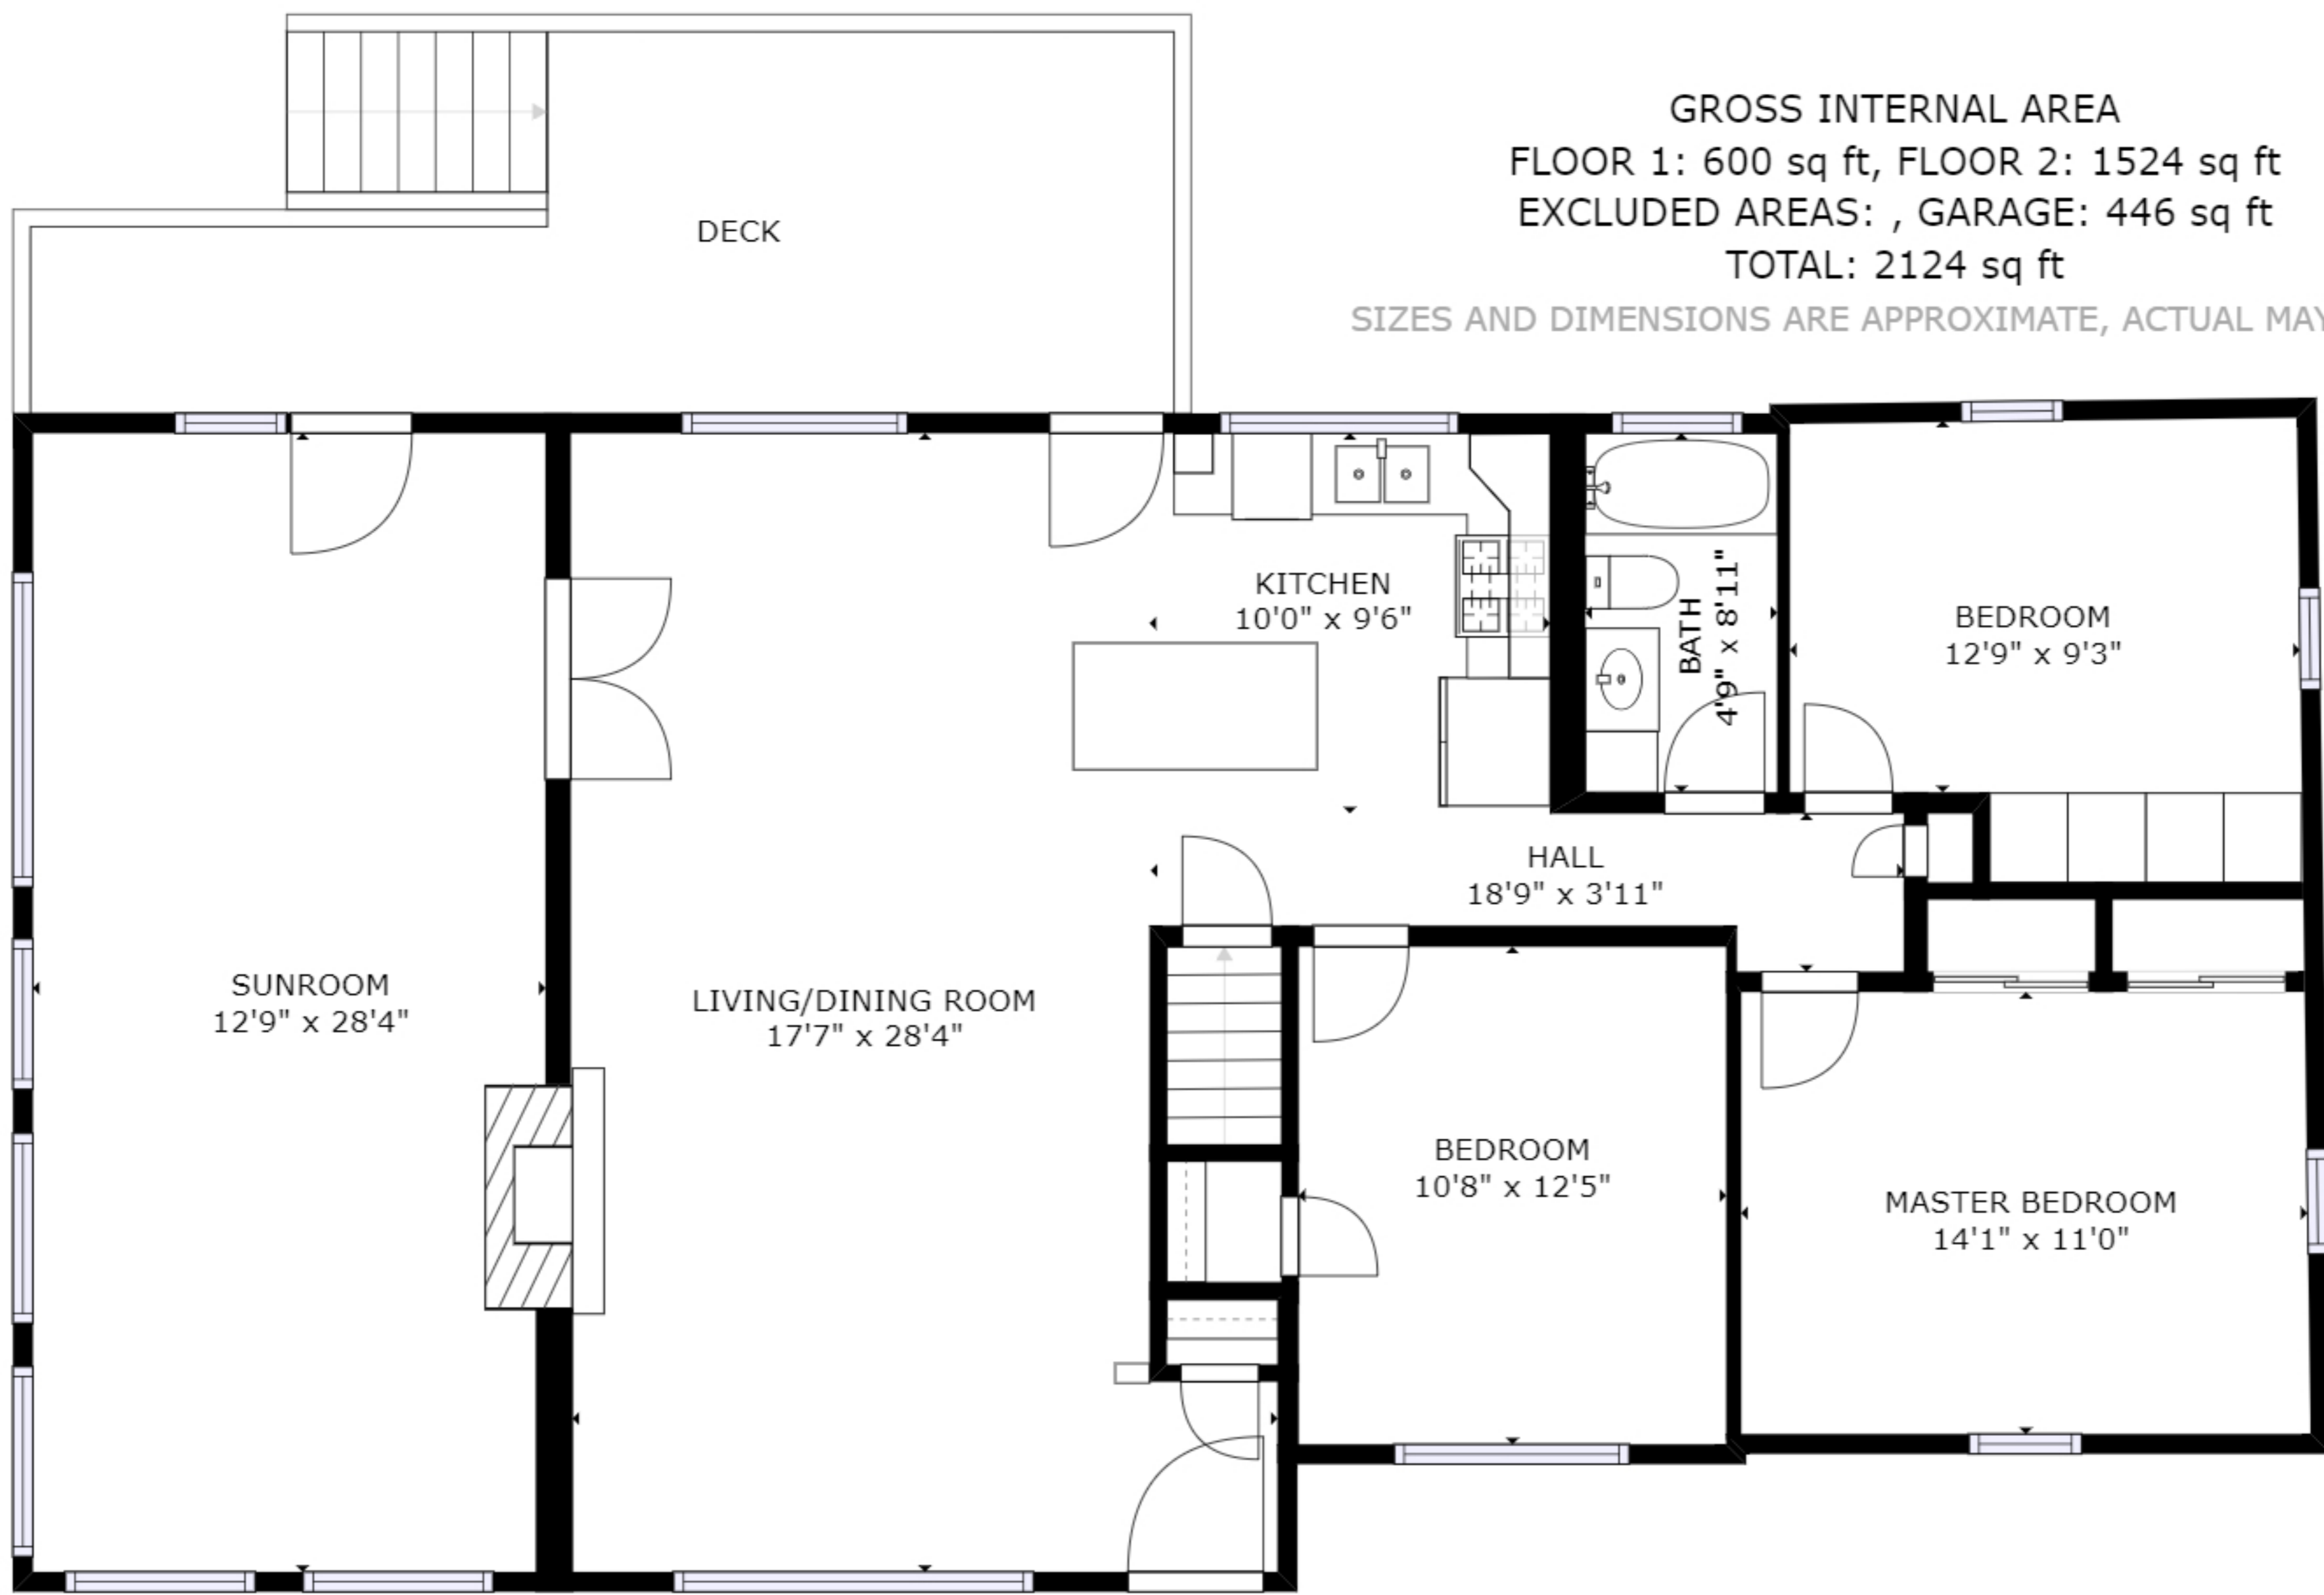 GROSS INTERNAL AREA
FLOOR 1: 600 sq ft, FLOOR 2: 1524 sq ft
EXCLUDED AREAS: , GARAGE: 446 sq ft
TOTAL: 2124 sq ft
SIZES AND DIMENSIONS ARE APPROXIMATE, ACTUAL MAY
DECK
KITCHEN
10'0" x 9'6"
BATH
4'9" x 8'11"
BEDROOM
12'9" x 9'3"
HALL
18'9" x 3'11"
SUNROOM
12'9" x 28'4"
LIVING/DINING ROOM
17'7" x 28'4"
BEDROOM
10'8" x 12'5"
MASTER BEDROOM
14'1" x 11'0"